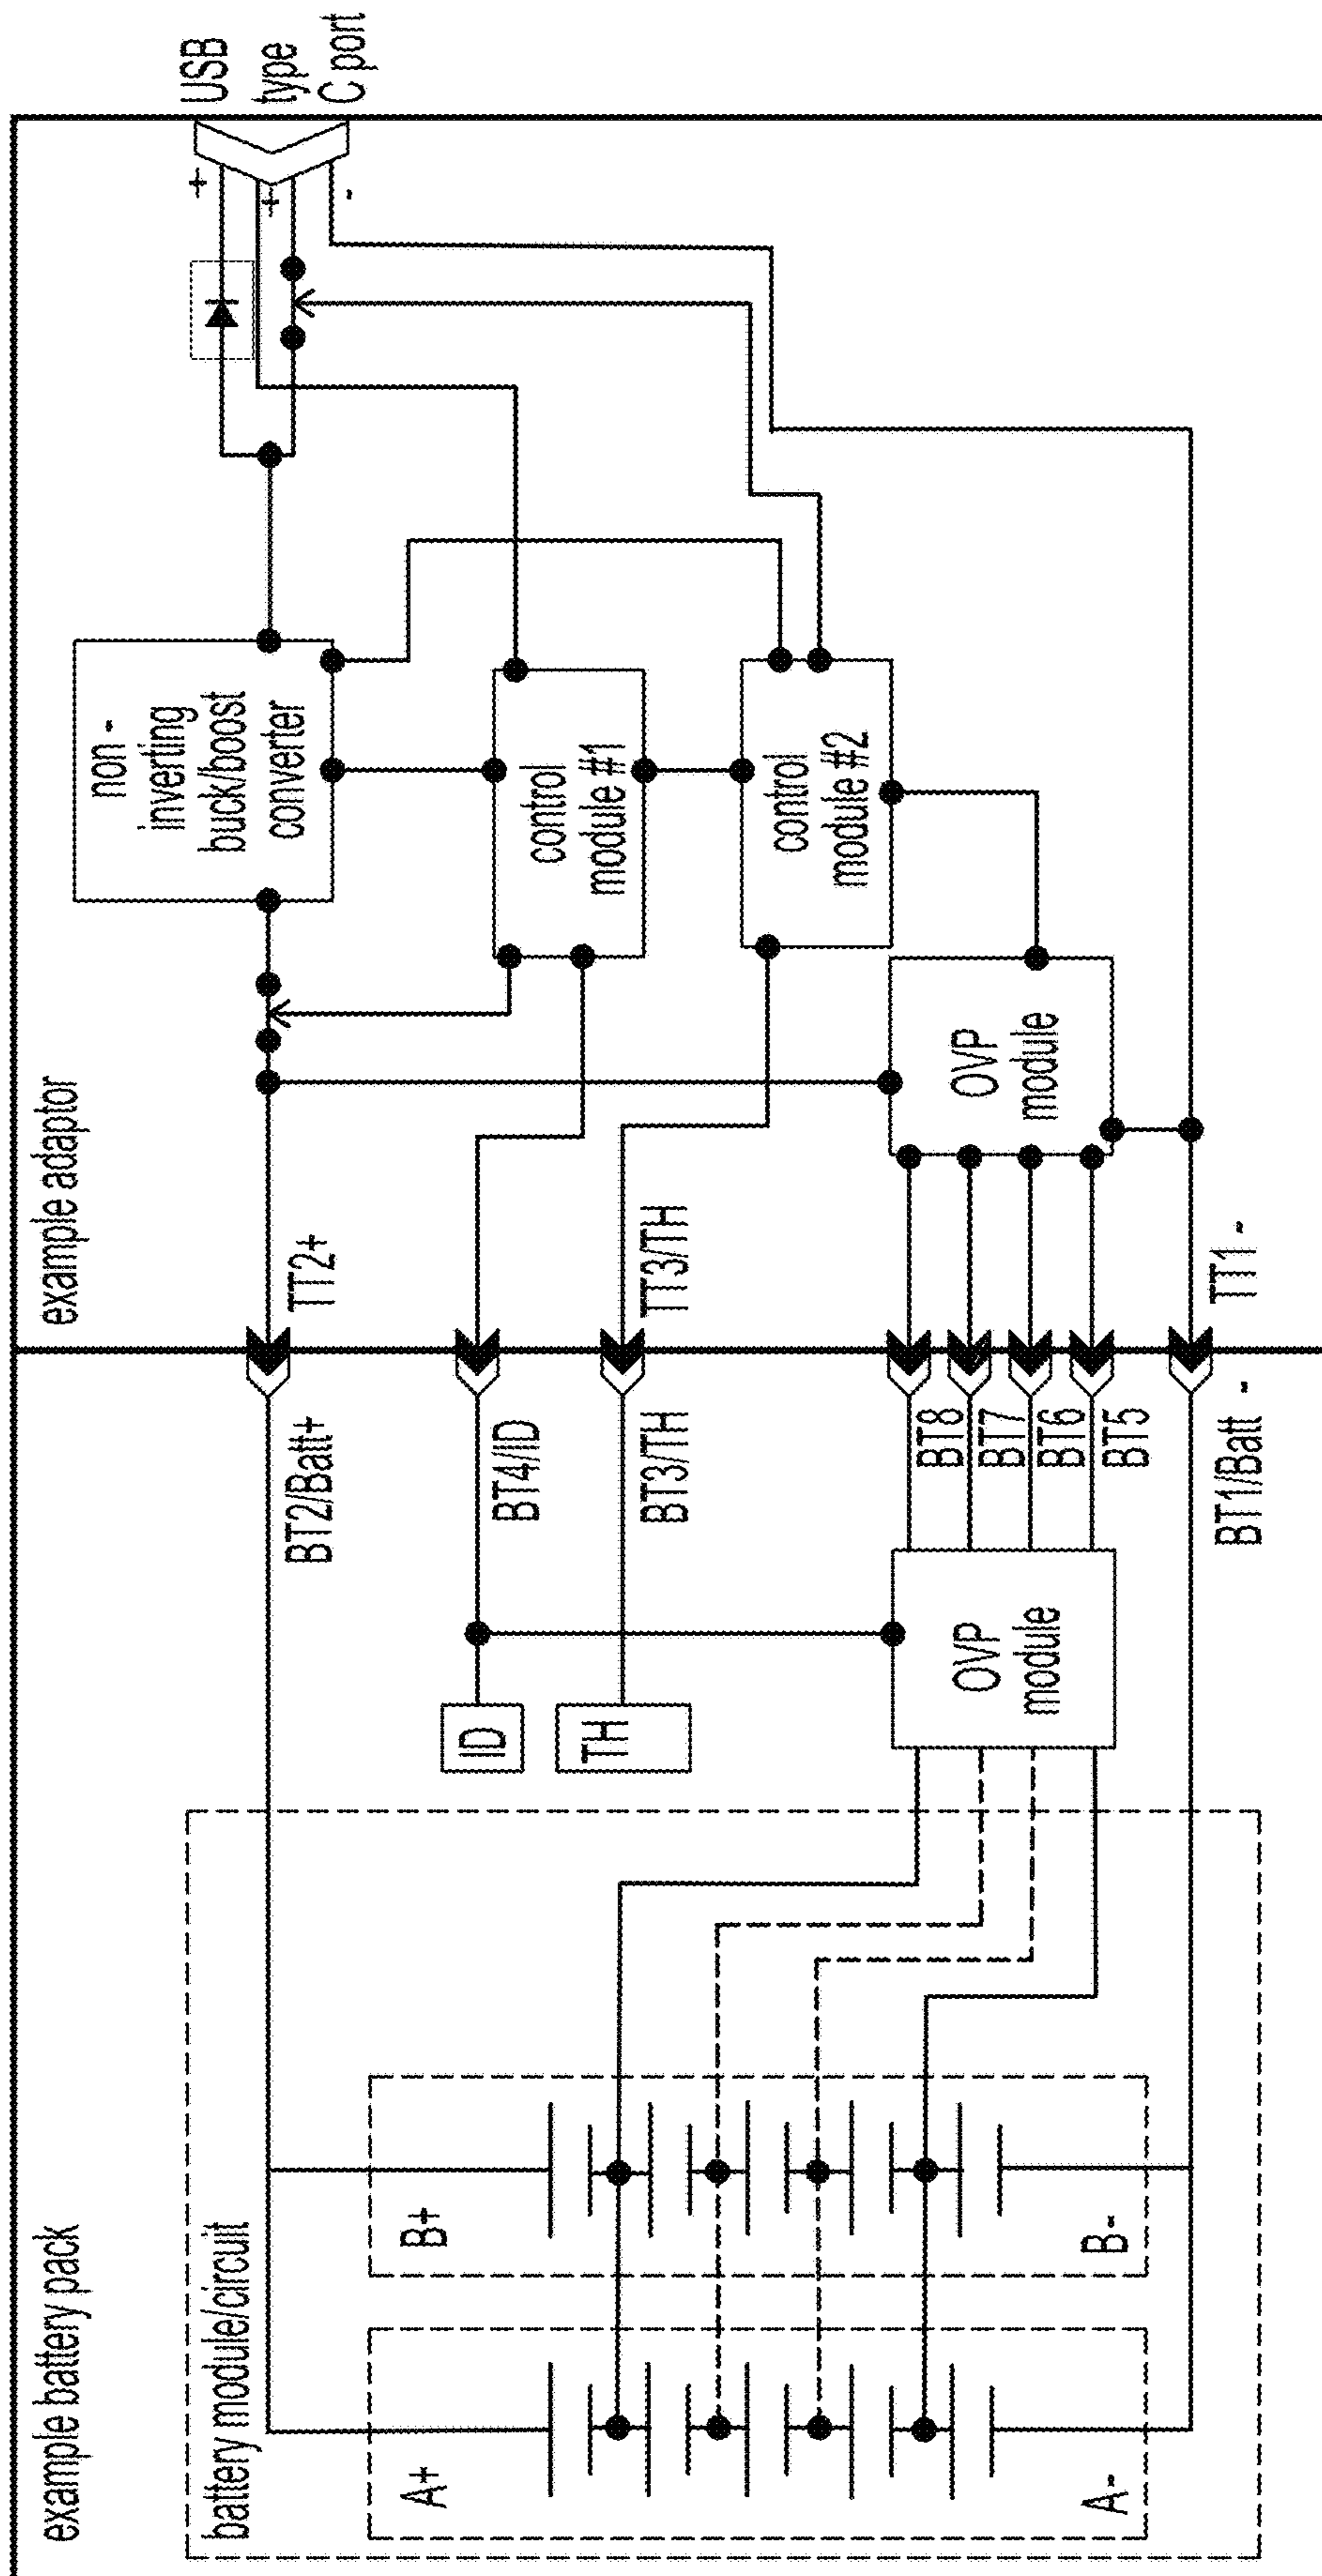 example battery pack
battery module/circuit
A+
A-
B+
B-
ID
TH
OVP
module
BT2/Batt+
BT4/ID
BT3/TH
BT8
BT7
BT6
BT5
BT1/Batt -
example adaptor
TT2+
TT3/TH
TT1 -
OVP
module
non -
inverting
buck/boost
converter
control
module #1
control
module #2
+
+
-
USB
type
C port